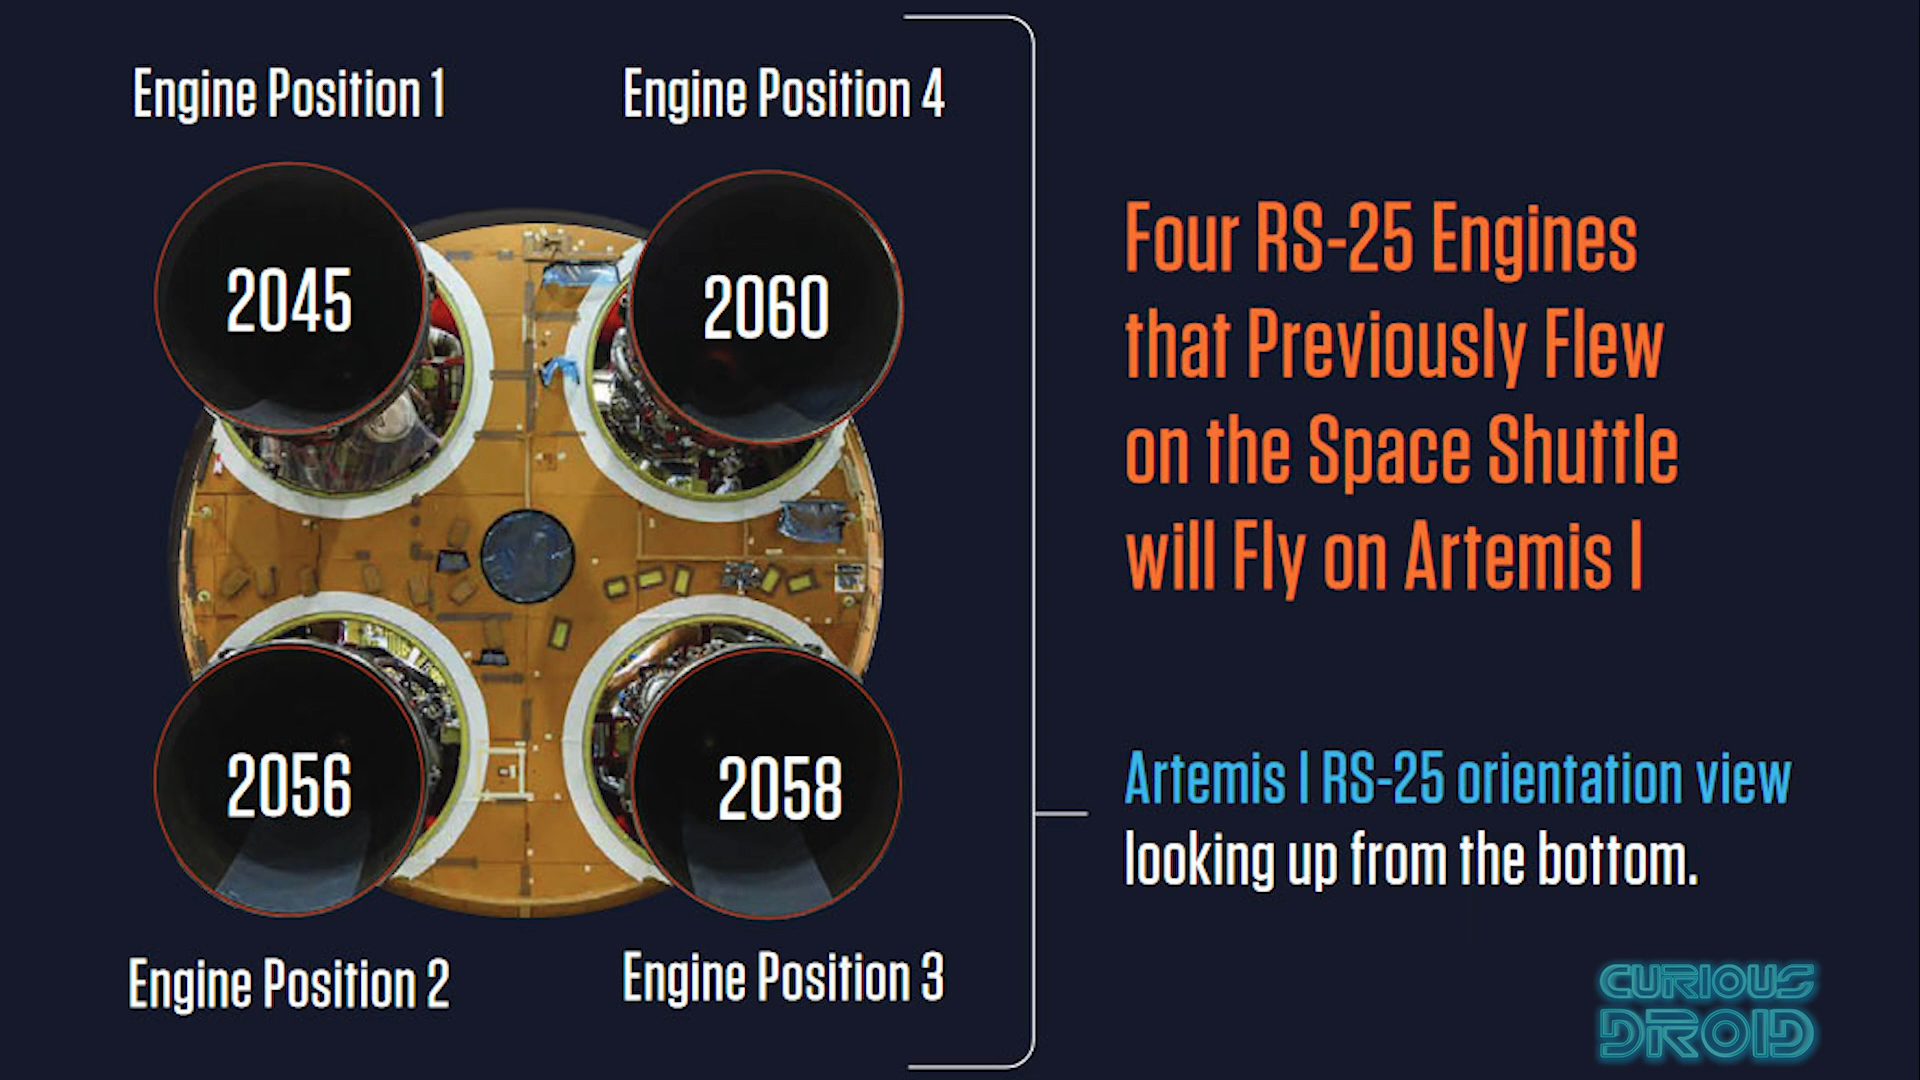 Engine Position 1
Engine Position 4
2045
2060
2056
2058
Engine Position 2
Engine Position 3
Four RS-25 Engines
that Previously Flew
on the Space Shuttle
will Fly on Artemis I
Artemis I RS-25 orientation view
looking up from the bottom.
CURIOUS
DROID